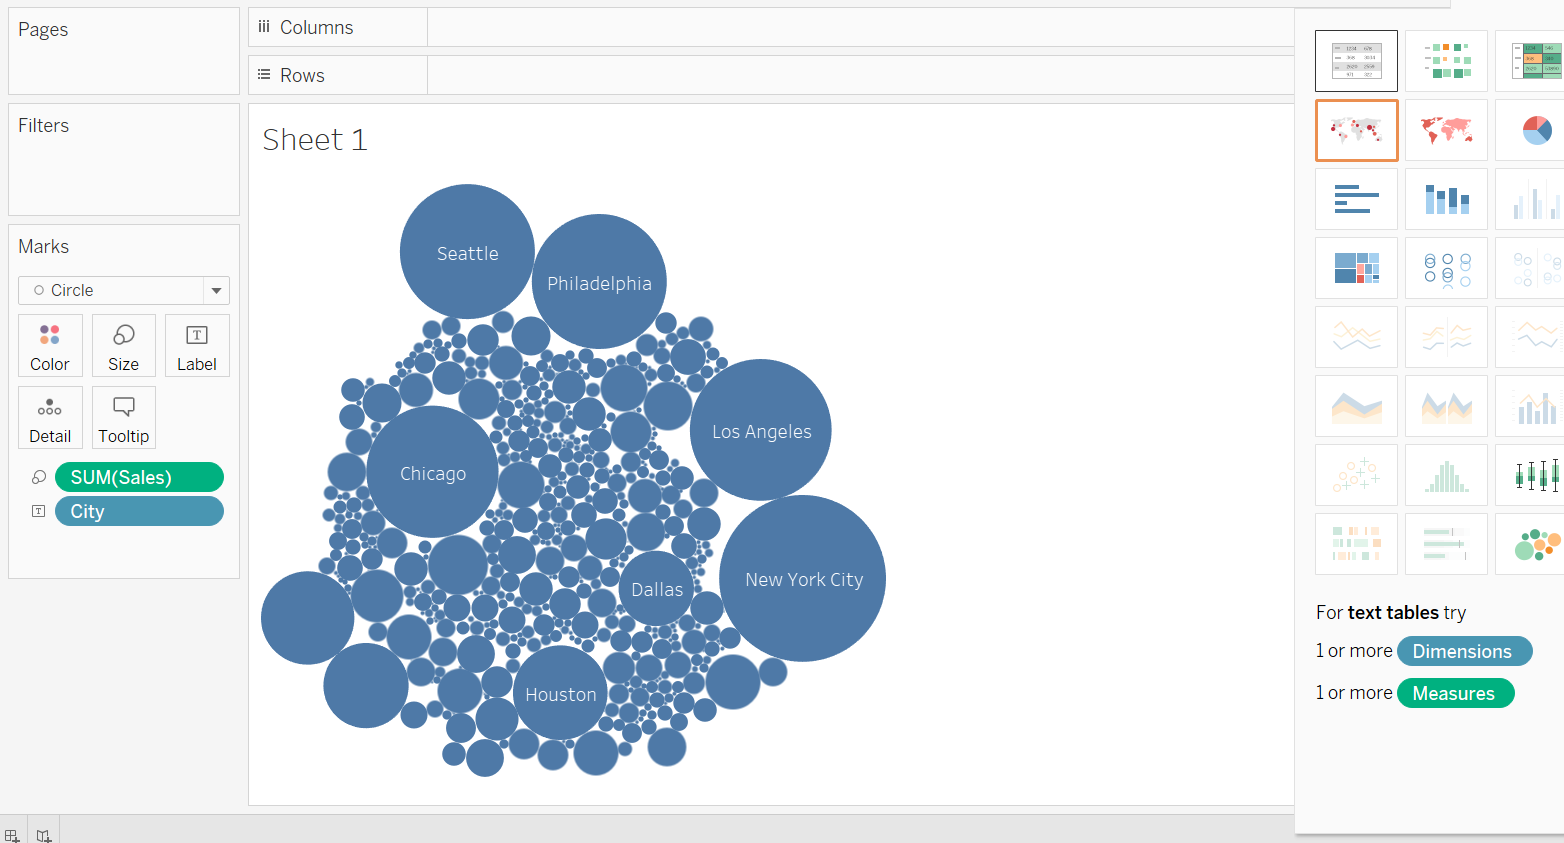 Pages
Columns
Rows
Filters
Sheet 1
Marks
Circle
Color
Size
Label
Detail
Tooltip
SUM(Sales)
City
Seattle
Philadelphia
Los Angeles
Chicago
New York City
Dallas
Houston
For text tables try
1 or more Dimensions
1 or more Measures